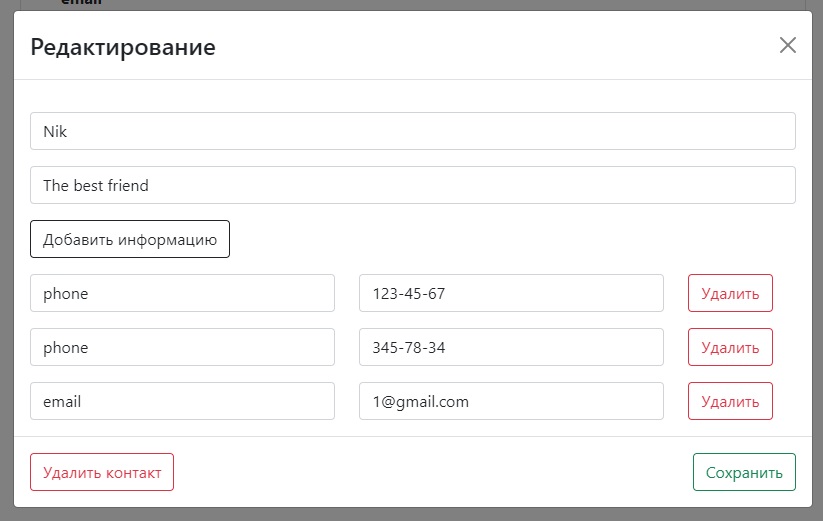 email
Редактирование
Nik
The best friend
Добавить информацию
phone 123-45-67 Удалить
phone 345-78-34 Удалить
email 1@gmail.com Удалить
Удалить контакт Сохранить